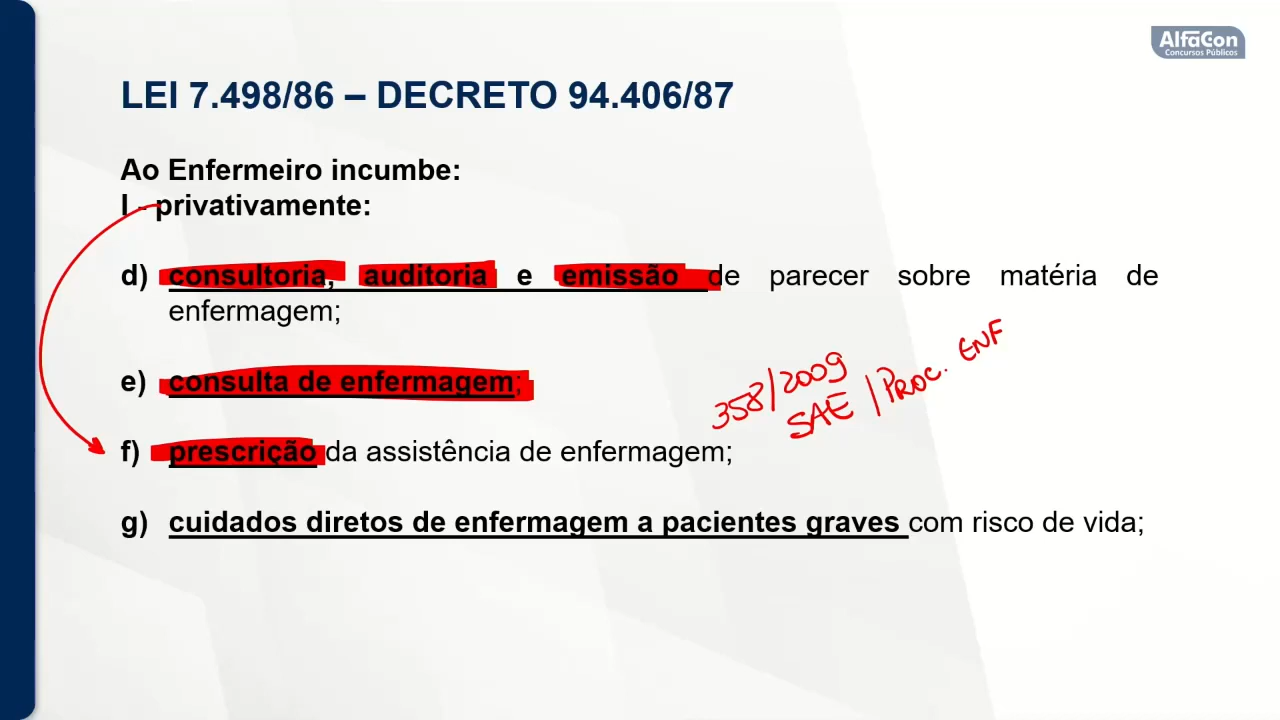 AlfaCon
Concursos Públicos
LEI 7.498/86 – DECRETO 94.406/87
Ao Enfermeiro incumbe:
I - privativamente:
d) consultoria, auditoria e emissão de parecer sobre matéria de
enfermagem;
e) consulta de enfermagem;
358/2009
SAE / PROC. ENF
f) prescrição da assistência de enfermagem;
g) cuidados diretos de enfermagem a pacientes graves com risco de vida;